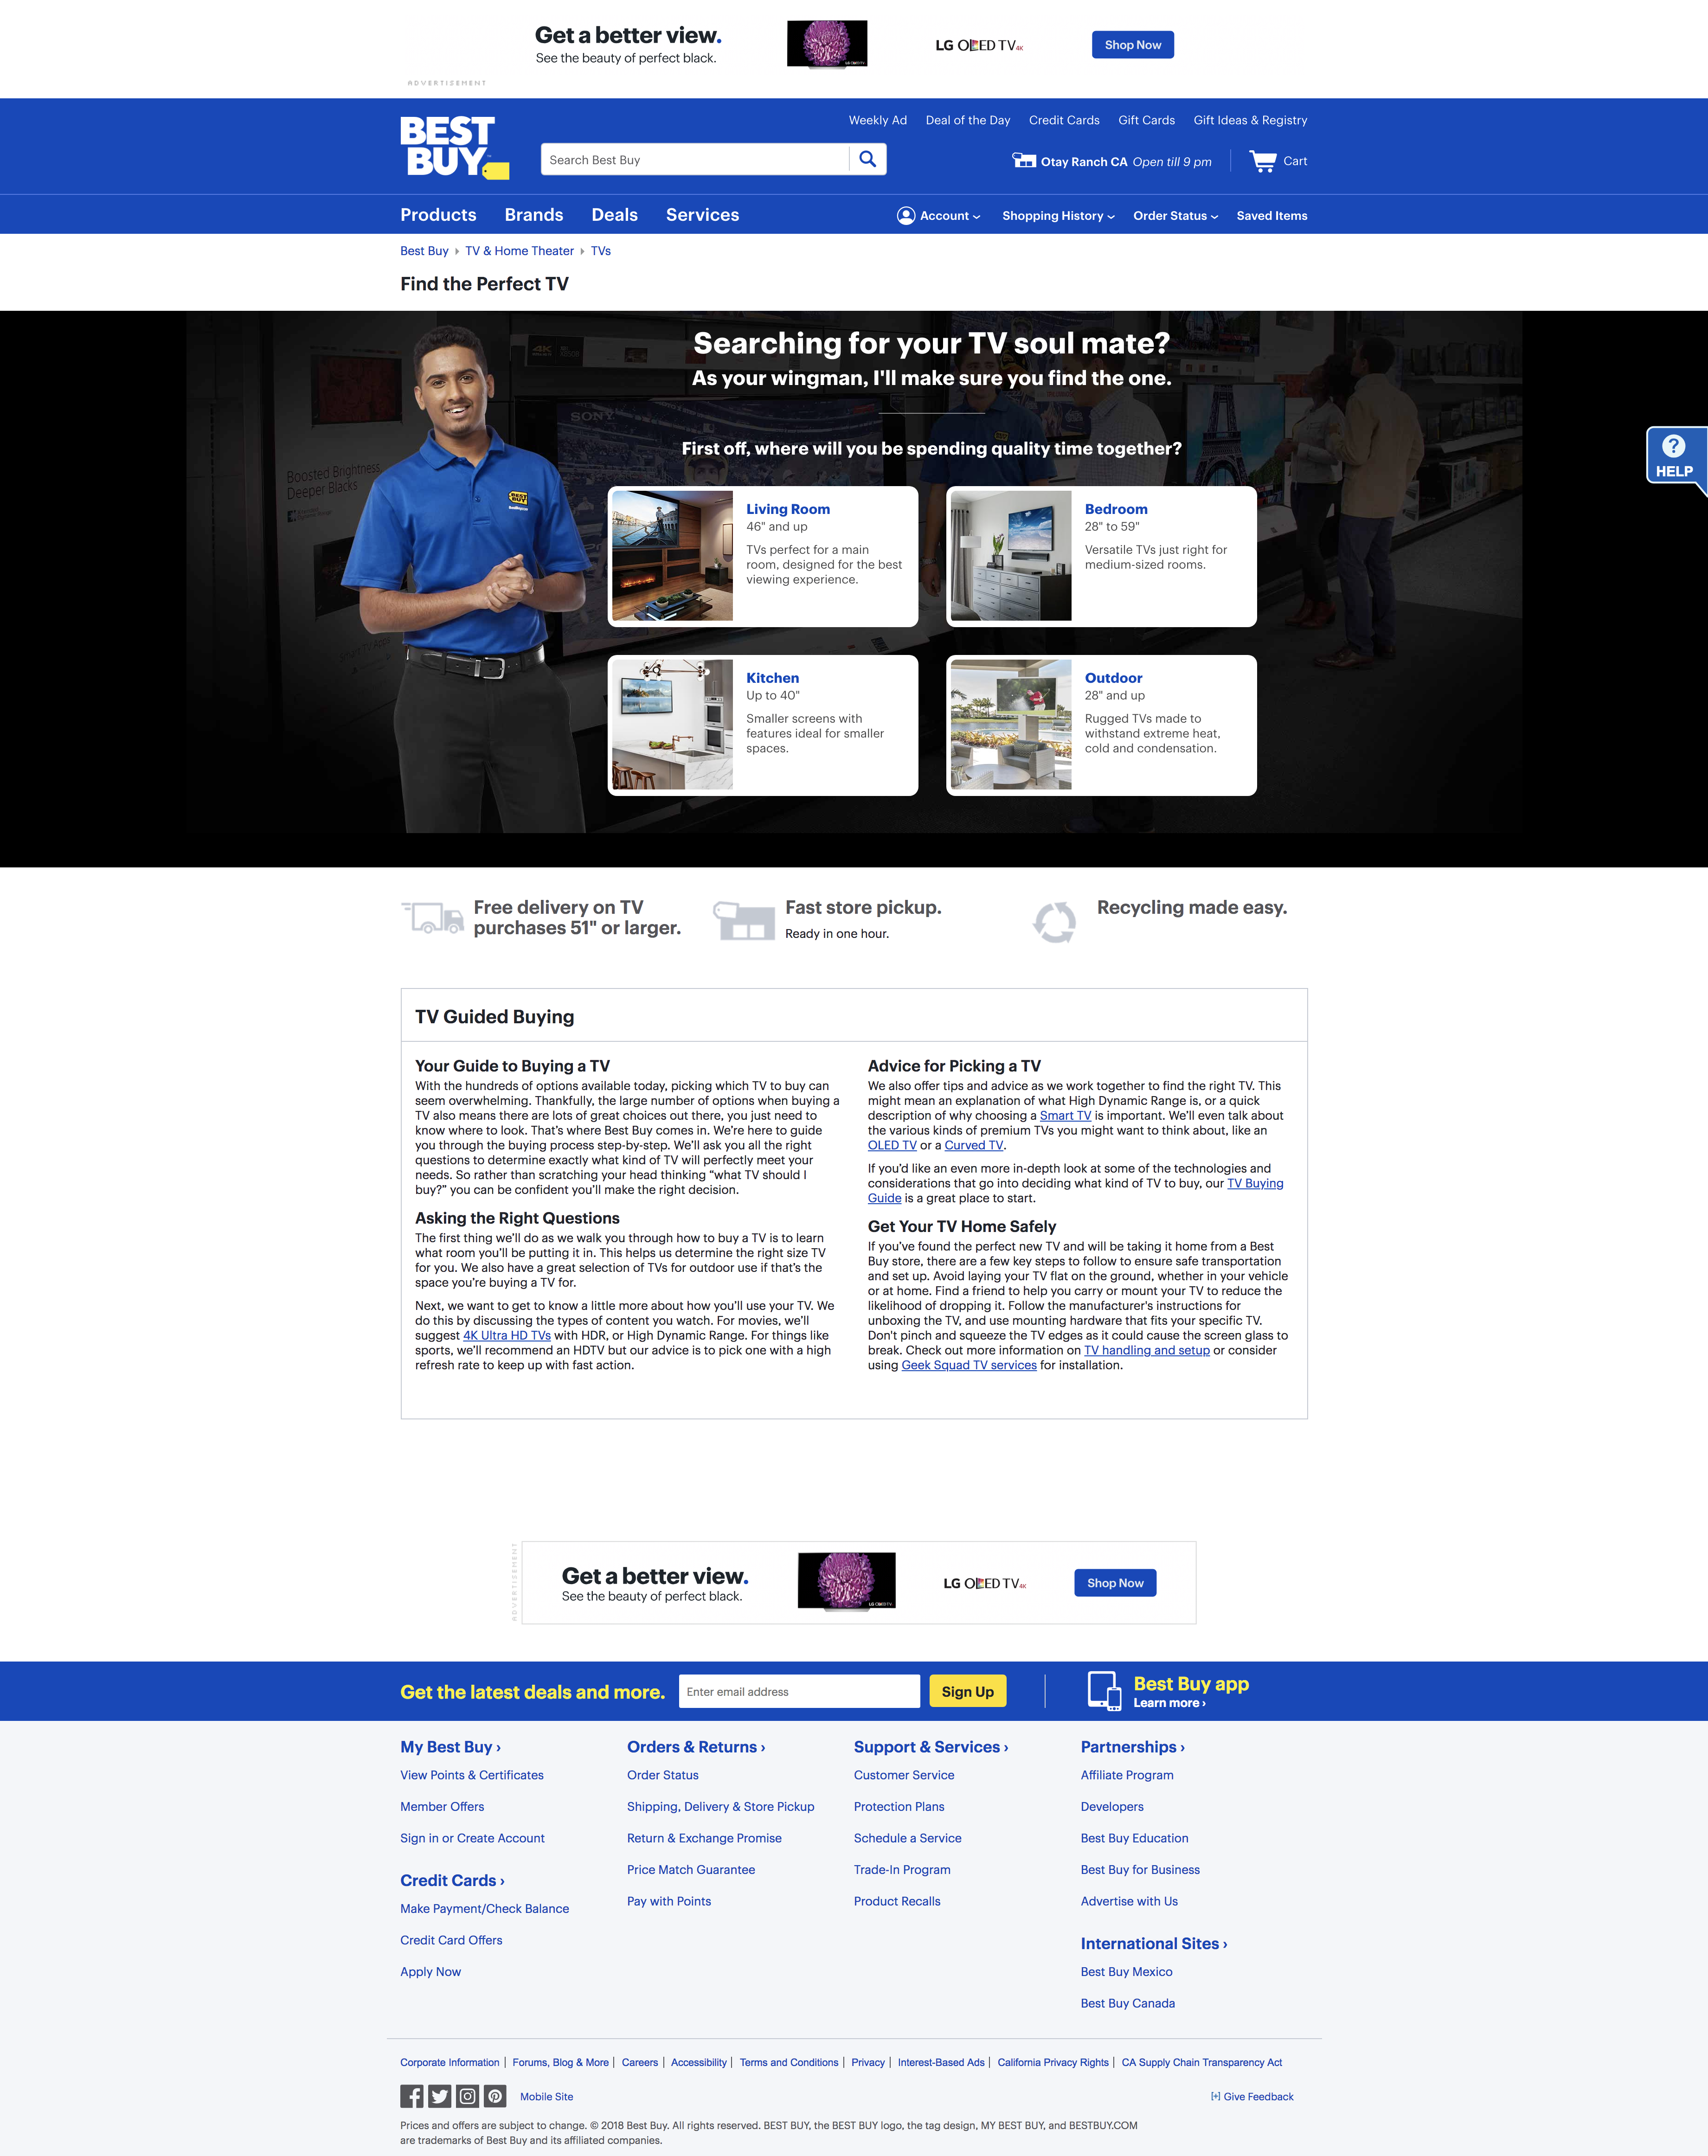 Get a better view.
See the beauty of perfect black.
LG OLED TV 4K
Shop Now
ADVERTISEMENT
BEST BUY
Weekly Ad
Deal of the Day
Credit Cards
Gift Cards
Gift Ideas & Registry
Search Best Buy
Otay Ranch CA Open till 9 pm
Cart
Products
Brands
Deals
Services
Account
Shopping History
Order Status
Saved Items
Best Buy
TV & Home Theater
TVs
Find the Perfect TV
Searching for your TV soul mate?
As your wingman, I'll make sure you find the one.
4K
SONY
Boosted Brightness
Deeper Blacks
BEST BUY
First off, where will you be spending quality time together?
? HELP
Living Room
46" and up
TVs perfect for a main
room, designed for the best
viewing experience.
Bedroom
28" to 59"
Versatile TVs just right for
medium-sized rooms.
Kitchen
Up to 40"
Smaller screens with
features ideal for smaller
spaces.
Outdoor
28" and up
Rugged TVs made to
withstand extreme heat,
cold and condensation.
Free delivery on TV
purchases 51" or larger.
Fast store pickup.
Ready in one hour.
Recycling made easy.
TV Guided Buying
Your Guide to Buying a TV
With the hundreds of options available today, picking which TV to buy can
seem overwhelming. Thankfully, the large number of options when buying a
TV also means there are lots of great choices out there, you just need to
know where to look. That’s where Best Buy comes in. We’re here to guide
you through the buying process step-by-step. We’ll ask you all the right
questions to determine exactly what kind of TV will perfectly meet your
needs. So rather than scratching your head thinking “what TV should I
buy?” you can be confident you’ll make the right decision.
Asking the Right Questions
The first thing we’ll do as we walk you through how to buy a TV is to learn
what room you’ll be putting it in. This helps us determine the right size TV
for you. We also have a great selection of TVs for outdoor use if that’s the
space you’re buying a TV for.
Next, we want to get to know a little more about how you’ll use your TV. We
do this by discussing the types of content you watch. For movies, we’ll
suggest 4K Ultra HD TVs with HDR, or High Dynamic Range. For things like
sports, we’ll recommend an HDTV but our advice is to pick one with a high
refresh rate to keep up with fast action.
Advice for Picking a TV
We also offer tips and advice as we work together to find the right TV. This
might mean an explanation of what High Dynamic Range is, or a quick
description of why choosing a Smart TV is important. We’ll even talk about
the various kinds of premium TVs you might want to think about, like an
OLED TV or a Curved TV.
If you’d like an even more in-depth look at some of the technologies and
considerations that go into deciding what kind of TV to buy, our TV Buying
Guide is a great place to start.
Get Your TV Home Safely
If you’ve found the perfect new TV and will be taking it home from a Best
Buy store, there are a few key steps to follow to ensure safe transportation
and set up. Avoid laying your TV flat on the ground, whether in your vehicle
or at home. Find a friend to help you carry or mount your TV to reduce the
likelihood of dropping it. Follow the manufacturer's instructions for
unboxing the TV, and use mounting hardware that fits your specific TV.
Don't pinch and squeeze the TV edges as it could cause the screen glass to
break. Check out more information on TV handling and setup or consider
using Geek Squad TV services for installation.
ADVERTISEMENT
Get a better view.
See the beauty of perfect black.
LG OLED TV
LG OLED TV 4K
Shop Now
Get the latest deals and more.
Enter email address
Sign Up
Best Buy app
Learn more ›
My Best Buy ›
View Points & Certificates
Member Offers
Sign in or Create Account
Credit Cards ›
Make Payment/Check Balance
Credit Card Offers
Apply Now
Orders & Returns ›
Order Status
Shipping, Delivery & Store Pickup
Return & Exchange Promise
Price Match Guarantee
Pay with Points
Support & Services ›
Customer Service
Protection Plans
Schedule a Service
Trade-In Program
Product Recalls
Partnerships ›
Affiliate Program
Developers
Best Buy Education
Best Buy for Business
Advertise with Us
International Sites ›
Best Buy Mexico
Best Buy Canada
Corporate Information | Forums, Blog & More | Careers | Accessibility | Terms and Conditions | Privacy | Interest-Based Ads | California Privacy Rights | CA Supply Chain Transparency Act
Mobile Site
[+] Give Feedback
Prices and offers are subject to change. © 2018 Best Buy. All rights reserved. BEST BUY, the BEST BUY logo, the tag design, MY BEST BUY, and BESTBUY.COM
are trademarks of Best Buy and its affiliated companies.